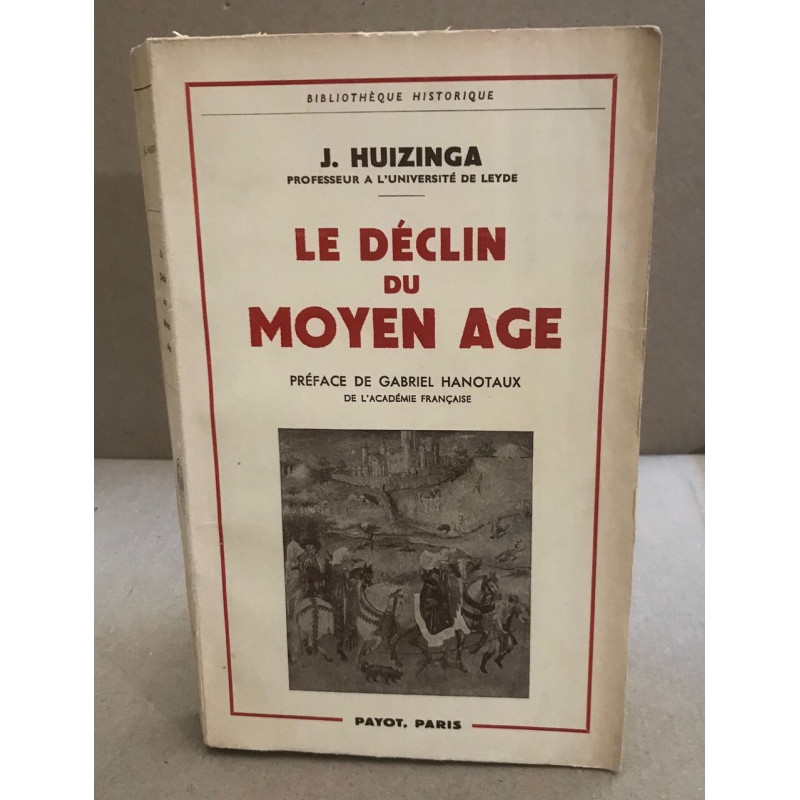 BIBLIOTHÈQUE HISTORIQUE
J. HUIZINGA
PROFESSEUR A L'UNIVERSITÉ DE LEYDE
LE DÉCLIN
DU
MOYEN AGE
PRÉFACE DE GABRIEL HANOTAUX
DE L'ACADÉMIE FRANÇAISE
PAYOT, PARIS